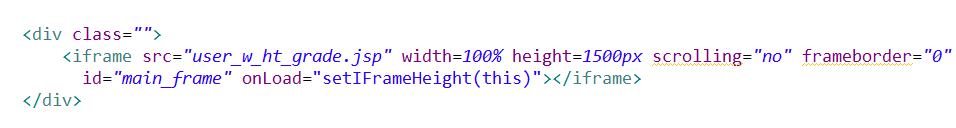 <div class="">
<iframe src="user_w_ht_grade.jsp" width=100% height=1500px scrolling="no" frameborder="0"
id="main_frame" onLoad="setIFrameHeight(this)"></iframe>
</div>